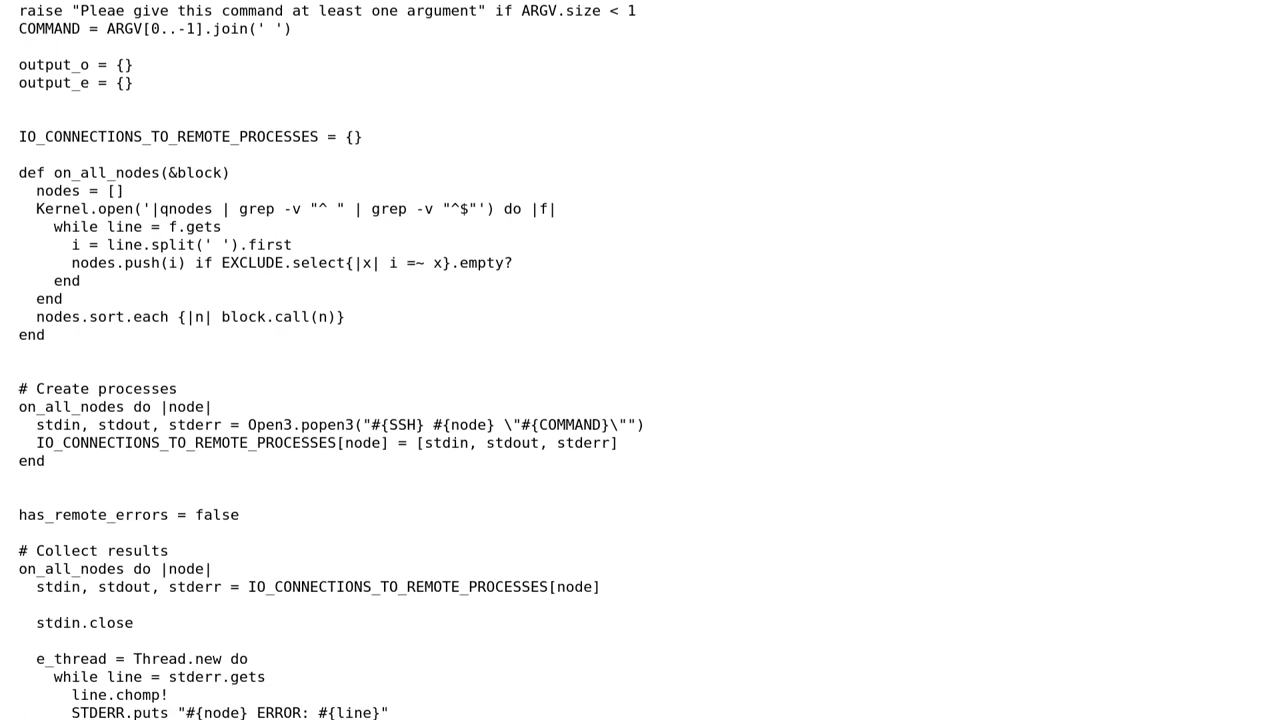 raise "Pleae give this command at least one argument" if ARGV.size < 1
COMMAND = ARGV[0..-1].join(' ')

output_o = {}
output_e = {}


IO_CONNECTIONS_TO_REMOTE_PROCESSES = {}

def on_all_nodes(&block)
  nodes = []
  Kernel.open('|qnodes | grep -v "^ " | grep -v "^$"') do |f|
    while line = f.gets
      i = line.split(' ').first
      nodes.push(i) if EXCLUDE.select{|x| i =~ x}.empty?
    end
  end
  nodes.sort.each {|n| block.call(n)}
end


# Create processes
on_all_nodes do |node|
  stdin, stdout, stderr = Open3.popen3("#{SSH} #{node} \"#{COMMAND}\"")
  IO_CONNECTIONS_TO_REMOTE_PROCESSES[node] = [stdin, stdout, stderr]
end


has_remote_errors = false

# Collect results
on_all_nodes do |node|
  stdin, stdout, stderr = IO_CONNECTIONS_TO_REMOTE_PROCESSES[node]

  stdin.close

  e_thread = Thread.new do
    while line = stderr.gets
      line.chomp!
      STDERR.puts "#{node} ERROR: #{line}"